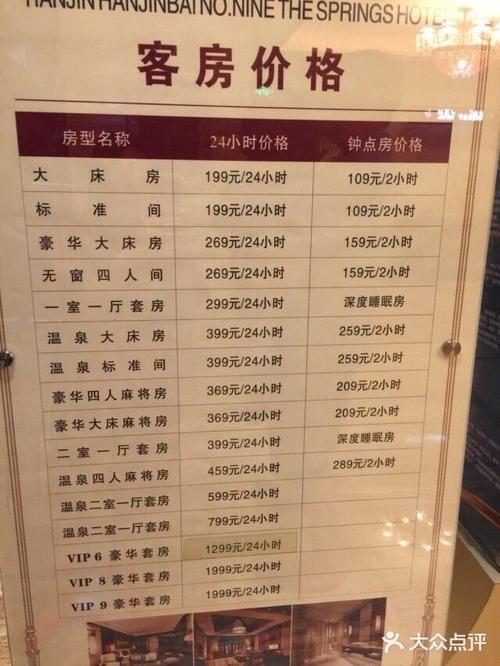 TIANJIN HANJINBAI NO.NINE THE SPRINGS HOTEL
客房价格
房型名称 24小时价格 钟点房价格
大床房 199元/24小时 109元/2小时
标准间 199元/24小时 109元/2小时
豪华大床房 269元/24小时 159元/2小时
无窗四人间 269元/24小时 159元/2小时
一室一厅套房 299元/24小时 深度睡眠房
温泉大床房 399元/24小时 259元/2小时
温泉标准间 399元/24小时 259元/2小时
豪华四人麻将房 369元/24小时 209元/2小时
豪华大床麻将房 369元/24小时 209元/2小时
二室一厅套房 399元/24小时 深度睡眠房
温泉四人麻将房 459元/24小时 289元/2小时
温泉二室一厅套房 599元/24小时
温泉二室一厅套房 799元/24小时
VIP 6 豪华套房 1299元/24小时
VIP 8 豪华套房 1999元/24小时
VIP 9 豪华套房 1999元/24小时
大众点评